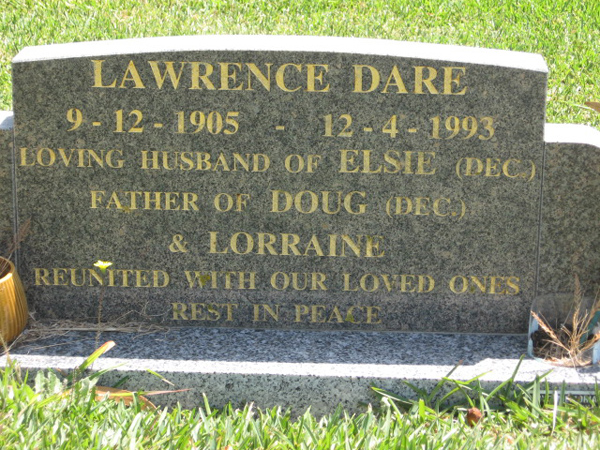 LAWRENCE DARE
9 - 12 - 1905 - 12 - 4 - 1993
LOVING HUSBAND OF ELSIE (DEC.)
FATHER OF DOUG (DEC.)
& LORRAINE
REUNITED WITH OUR LOVED ONES
REST IN PEACE